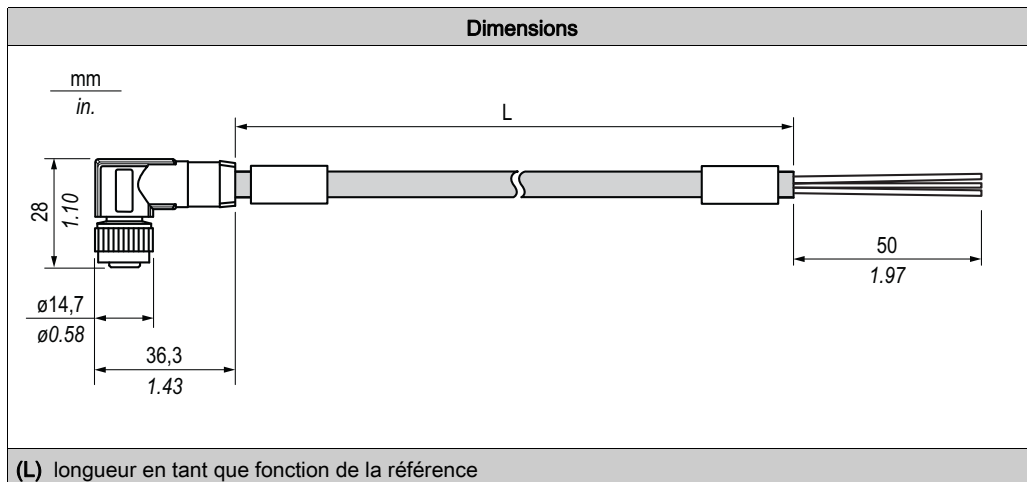 Dimensions
mm
in.
L
28
1.10
50
1.97
ø14,7
ø0.58
36,3
1.43
(L) longueur en tant que fonction de la référence